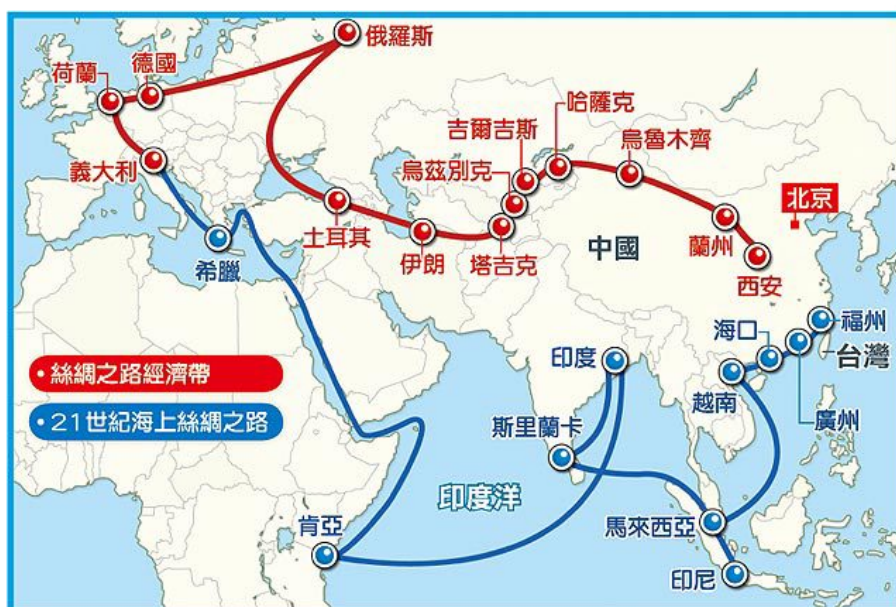 俄羅斯
德國
荷蘭
哈薩克
吉爾吉斯
烏魯木齊
烏茲別克
義大利
北京
土耳其
蘭州
中國
伊朗
塔吉克
西安
希臘
海口
福州
印度
台灣
• 絲綢之路經濟帶
越南
• 21世紀海上絲綢之路
廣州
斯里蘭卡
印度洋
肯亞
馬來西亞
印尼